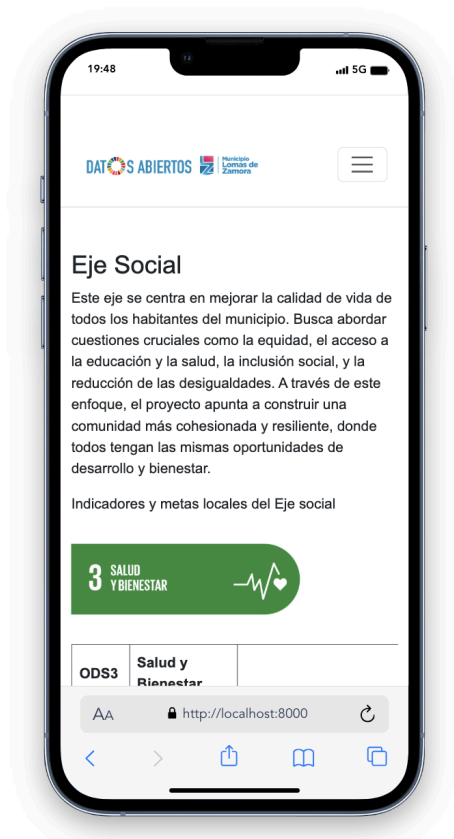 19:48
5G
DATOS ABIERTOS
Municipio
Lomas de
Zamora
Eje Social
Este eje se centra en mejorar la calidad de vida de
todos los habitantes del municipio. Busca abordar
cuestiones cruciales como la equidad, el acceso a
la educación y la salud, la inclusión social, y la
reducción de las desigualdades. A través de este
enfoque, el proyecto apunta a construir una
comunidad más cohesionada y resiliente, donde
todos tengan las mismas oportunidades de
desarrollo y bienestar.
Indicadores y metas locales del Eje social
3 SALUD
Y BIENESTAR
ODS3
Salud y
Bienestar
AA
http://localhost:8000